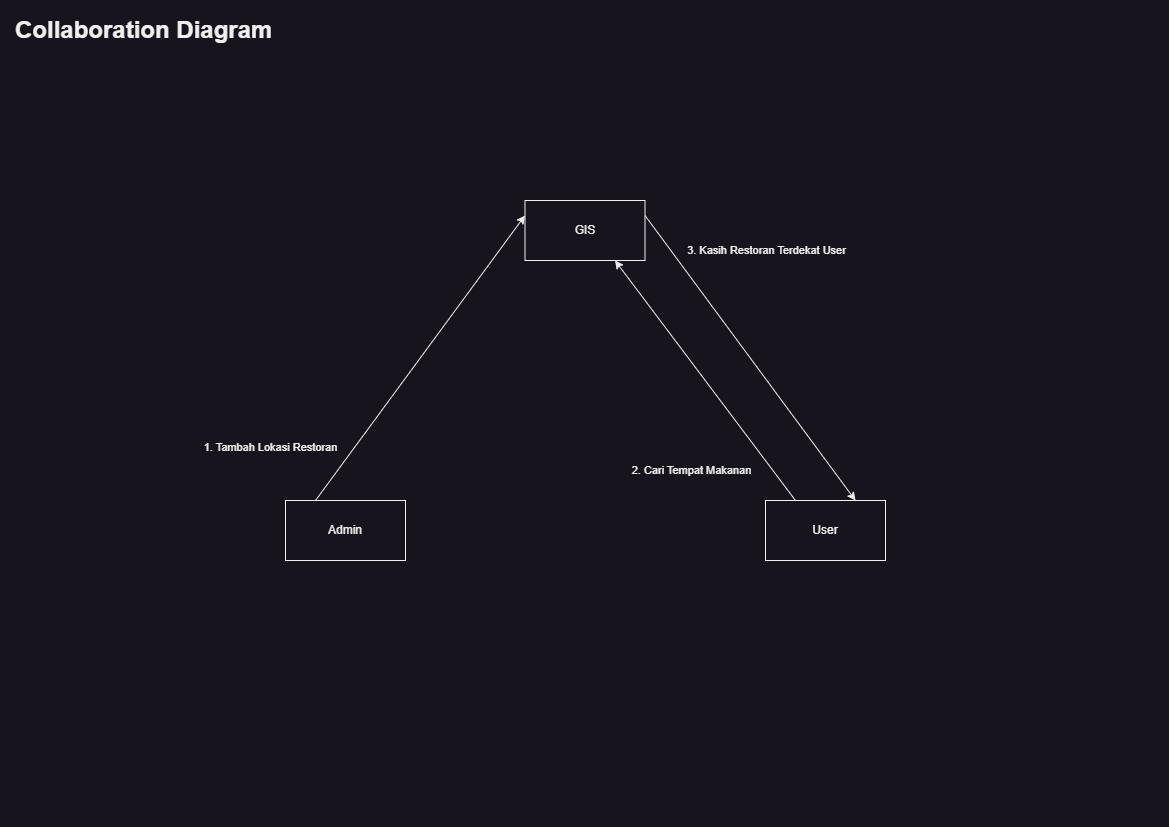 Collaboration Diagram
GIS
3. Kasih Restoran Terdekat User
1. Tambah Lokasi Restoran
2. Cari Tempat Makanan
Admin
User